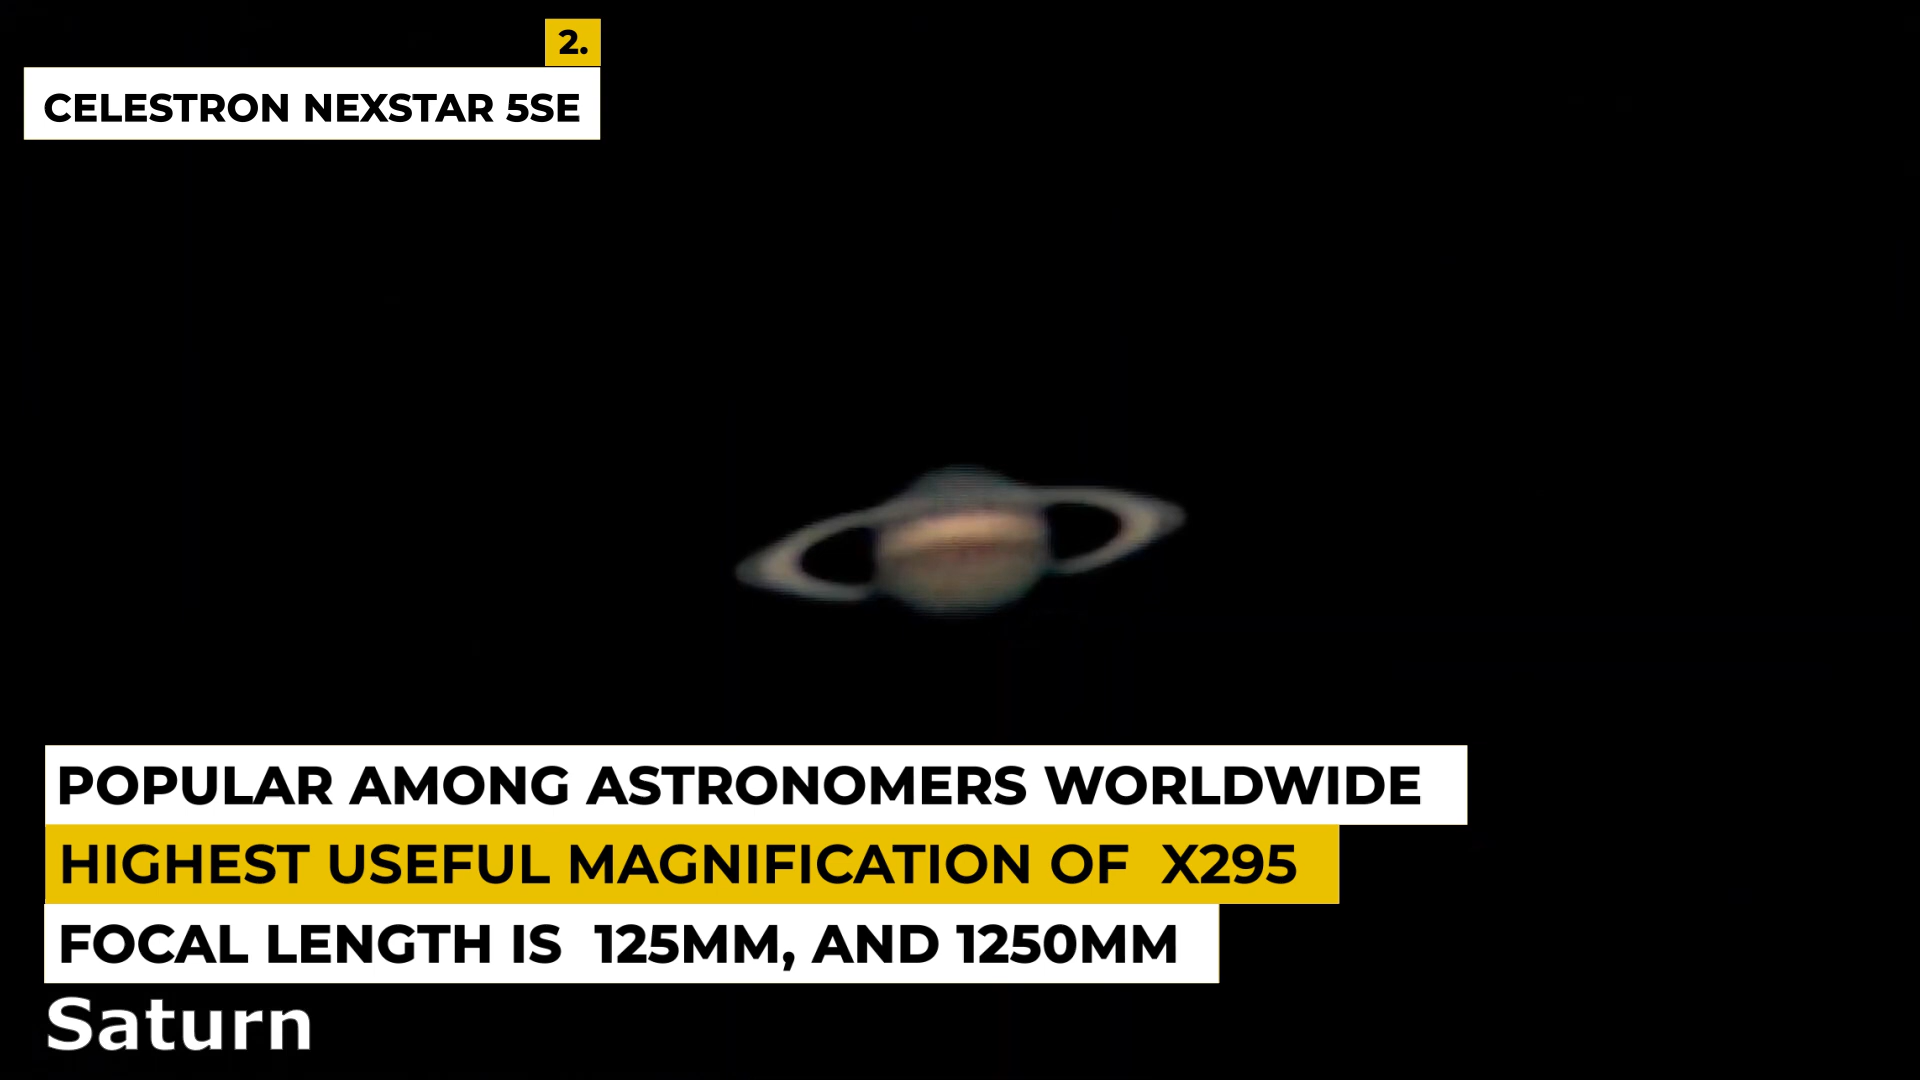 2.
CELESTRON NEXSTAR 5SE
POPULAR AMONG ASTRONOMERS WORLDWIDE
HIGHEST USEFUL MAGNIFICATION OF X295
FOCAL LENGTH IS 125MM, AND 1250MM
Saturn